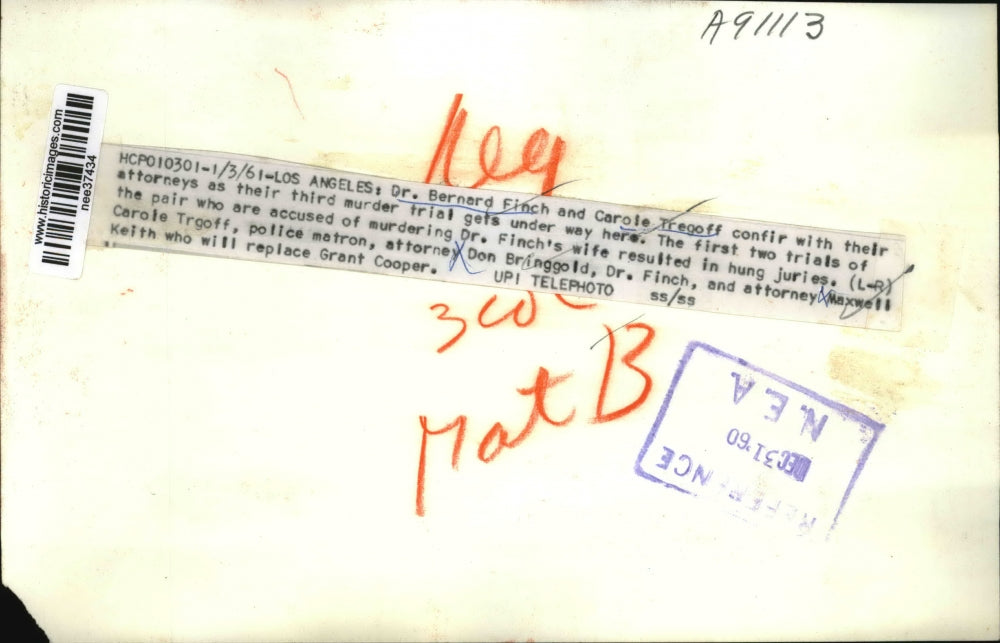 A91113
Neg
www.historicimages.com
nee37434
HCP010301-1/3/61-LOS ANGELES: Dr. Bernard Finch and Carole Tregoff confir with their
attorneys as their third murder trial gets under way here. The first two trials of
the pair who are accused of murdering Dr. Finch's wife resulted in hung juries. (L-R)
Carole Trgoff, police matron, attorney Don Bringgold, Dr. Finch, and attorney Maxwell
Keith who will replace Grant Cooper.
UPI TELEPHOTO ss/ss
3 col
Mat B
REFERENCE
DEC31'60
N.E.A.